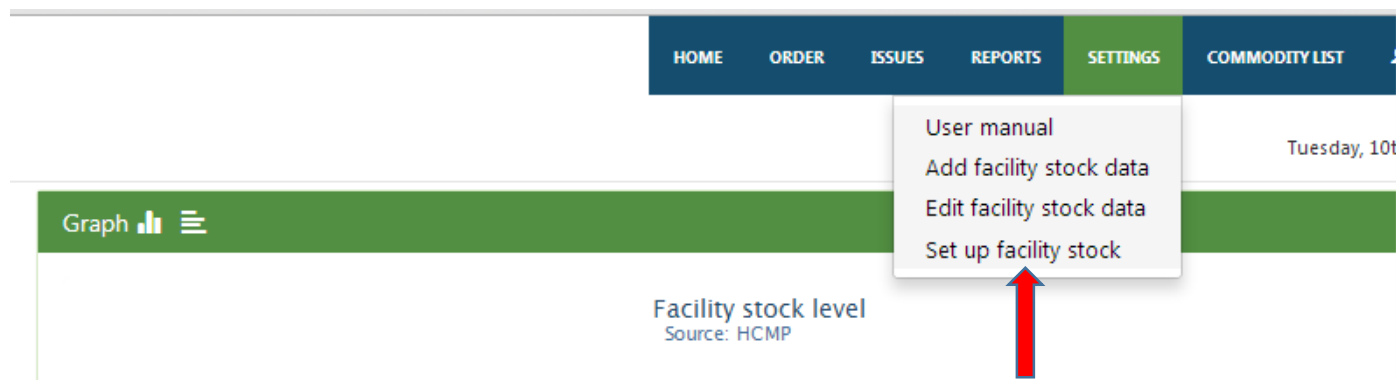 HOME ORDER ISSUES REPORTS SETTINGS COMMODITY LIST
User manual
Tuesday, 10t
Add facility stock data
Edit facility stock data
Graph
Set up facility stock
Facility stock level
Source: HCMP